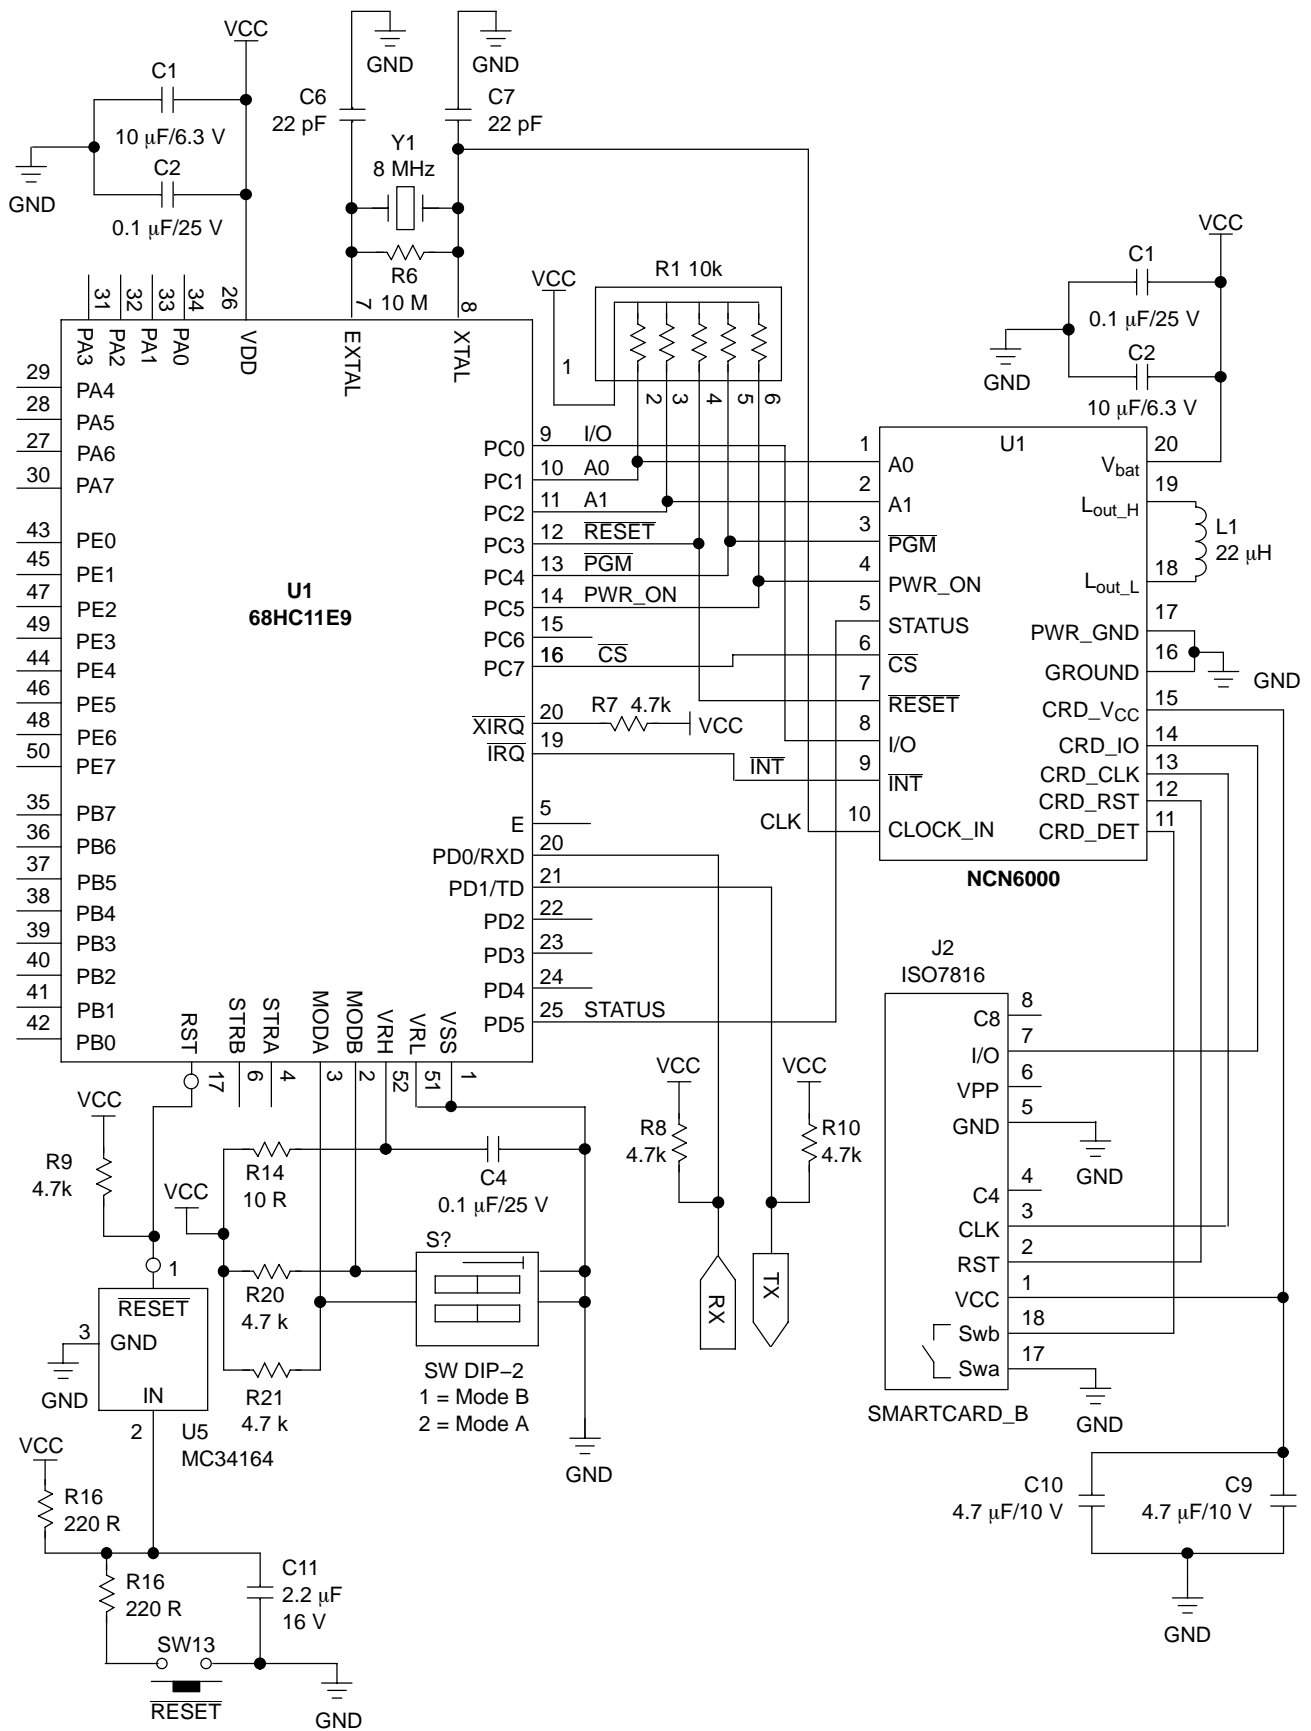 VCC
C1
10 µF/6.3 V
C2
0.1 µF/25 V
GND
GND
GND
C6
22 pF
C7
22 pF
Y1
8 MHz
R6
10 M
VCC
R1 10k
1
2
3
4
5
6
VCC
C1
0.1 µF/25 V
C2
10 µF/6.3 V
GND
31
32
33
34
26
7
8
PA3
PA2
PA1
PA0
VDD
EXTAL
XTAL
29 PA4
28 PA5
27 PA6
30 PA7
43 PE0
45 PE1
47 PE2
49 PE3
44 PE4
46 PE5
48 PE6
50 PE7
35 PB7
36 PB6
37 PB5
38 PB4
39 PB3
40 PB2
41 PB1
42 PB0
U1
68HC11E9
PC0 9 I/O
PC1 10 A0
PC2 11 A1
PC3 12 RESET
PC4 13 PGM
PC5 14 PWR_ON
PC6 15
PC7 16 CS
XIRQ 20 R7 4.7k VCC
IRQ 19 INT
E 5
PD0/RXD 20
PD1/TD 21
PD2 22
PD3 23
PD4 24
PD5 25 STATUS
CLK
RST
STRB
STRA
MODA
MODB
VRH
VRL
VSS
17
6
4
3
2
52
51
1
U1
1 A0
2 A1
3 PGM
4 PWR_ON
5 STATUS
6 CS
7 RESET
8 I/O
9 INT
10 CLOCK_IN
20 Vbat
19 Lout_H
18 Lout_L
17 PWR_GND
16 GROUND
15 CRD_VCC
14 CRD_IO
13 CRD_CLK
12 CRD_RST
11 CRD_DET
NCN6000
L1
22 µH
GND
J2
ISO7816
C8 8
I/O 7
VPP 6
GND 5
GND
C4 4
CLK 3
RST 2
VCC 1
Swb 18
Swa 17
GND
SMARTCARD_B
VCC
R9
4.7k
VCC
R14
10 R
C4
0.1 µF/25 V
R20
4.7 k
R21
4.7 k
S?
SW DIP–2
1 = Mode B
2 = Mode A
GND
VCC
R8
4.7k
VCC
R10
4.7k
RX
TX
1
RESET
3 GND
GND
IN
2
U5
MC34164
VCC
R16
220 R
R16
220 R
C11
2.2 µF
16 V
SW13
RESET
GND
C10
4.7 µF/10 V
C9
4.7 µF/10 V
GND